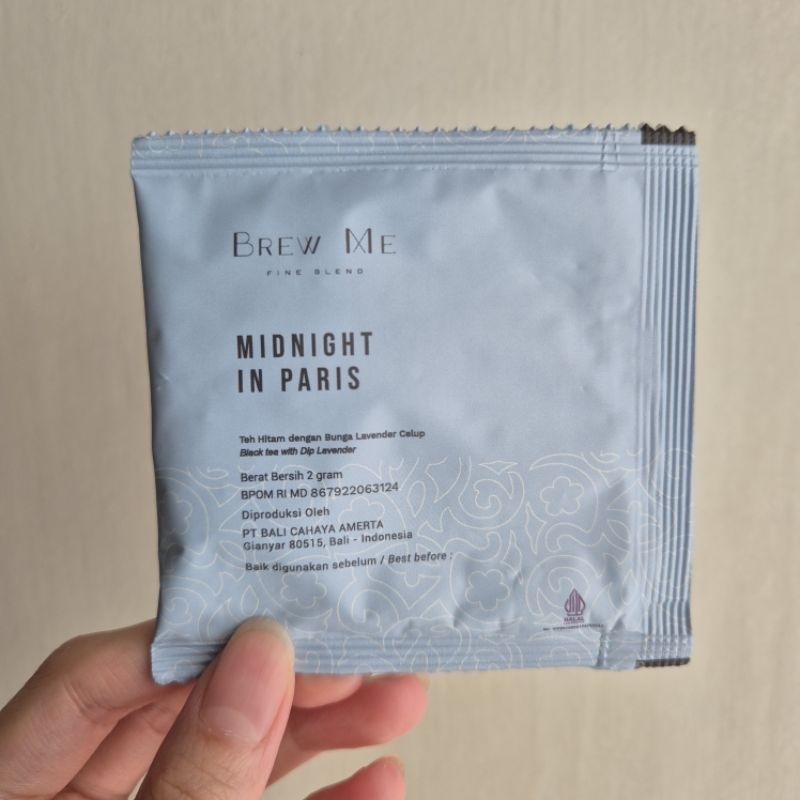 BREW ME
FINE BLEND
MIDNIGHT
IN PARIS
Teh Hitam dengan Bunga Lavender Celup
Black tea with Dip Lavender
Berat Bersih 2 gram
BPOM RI MD 867922063124
Diproduksi Oleh
PT BALI CAHAYA AMERTA
Gianyar 80515, Bali - Indonesia
Baik digunakan sebelum / Best before :
HALAL